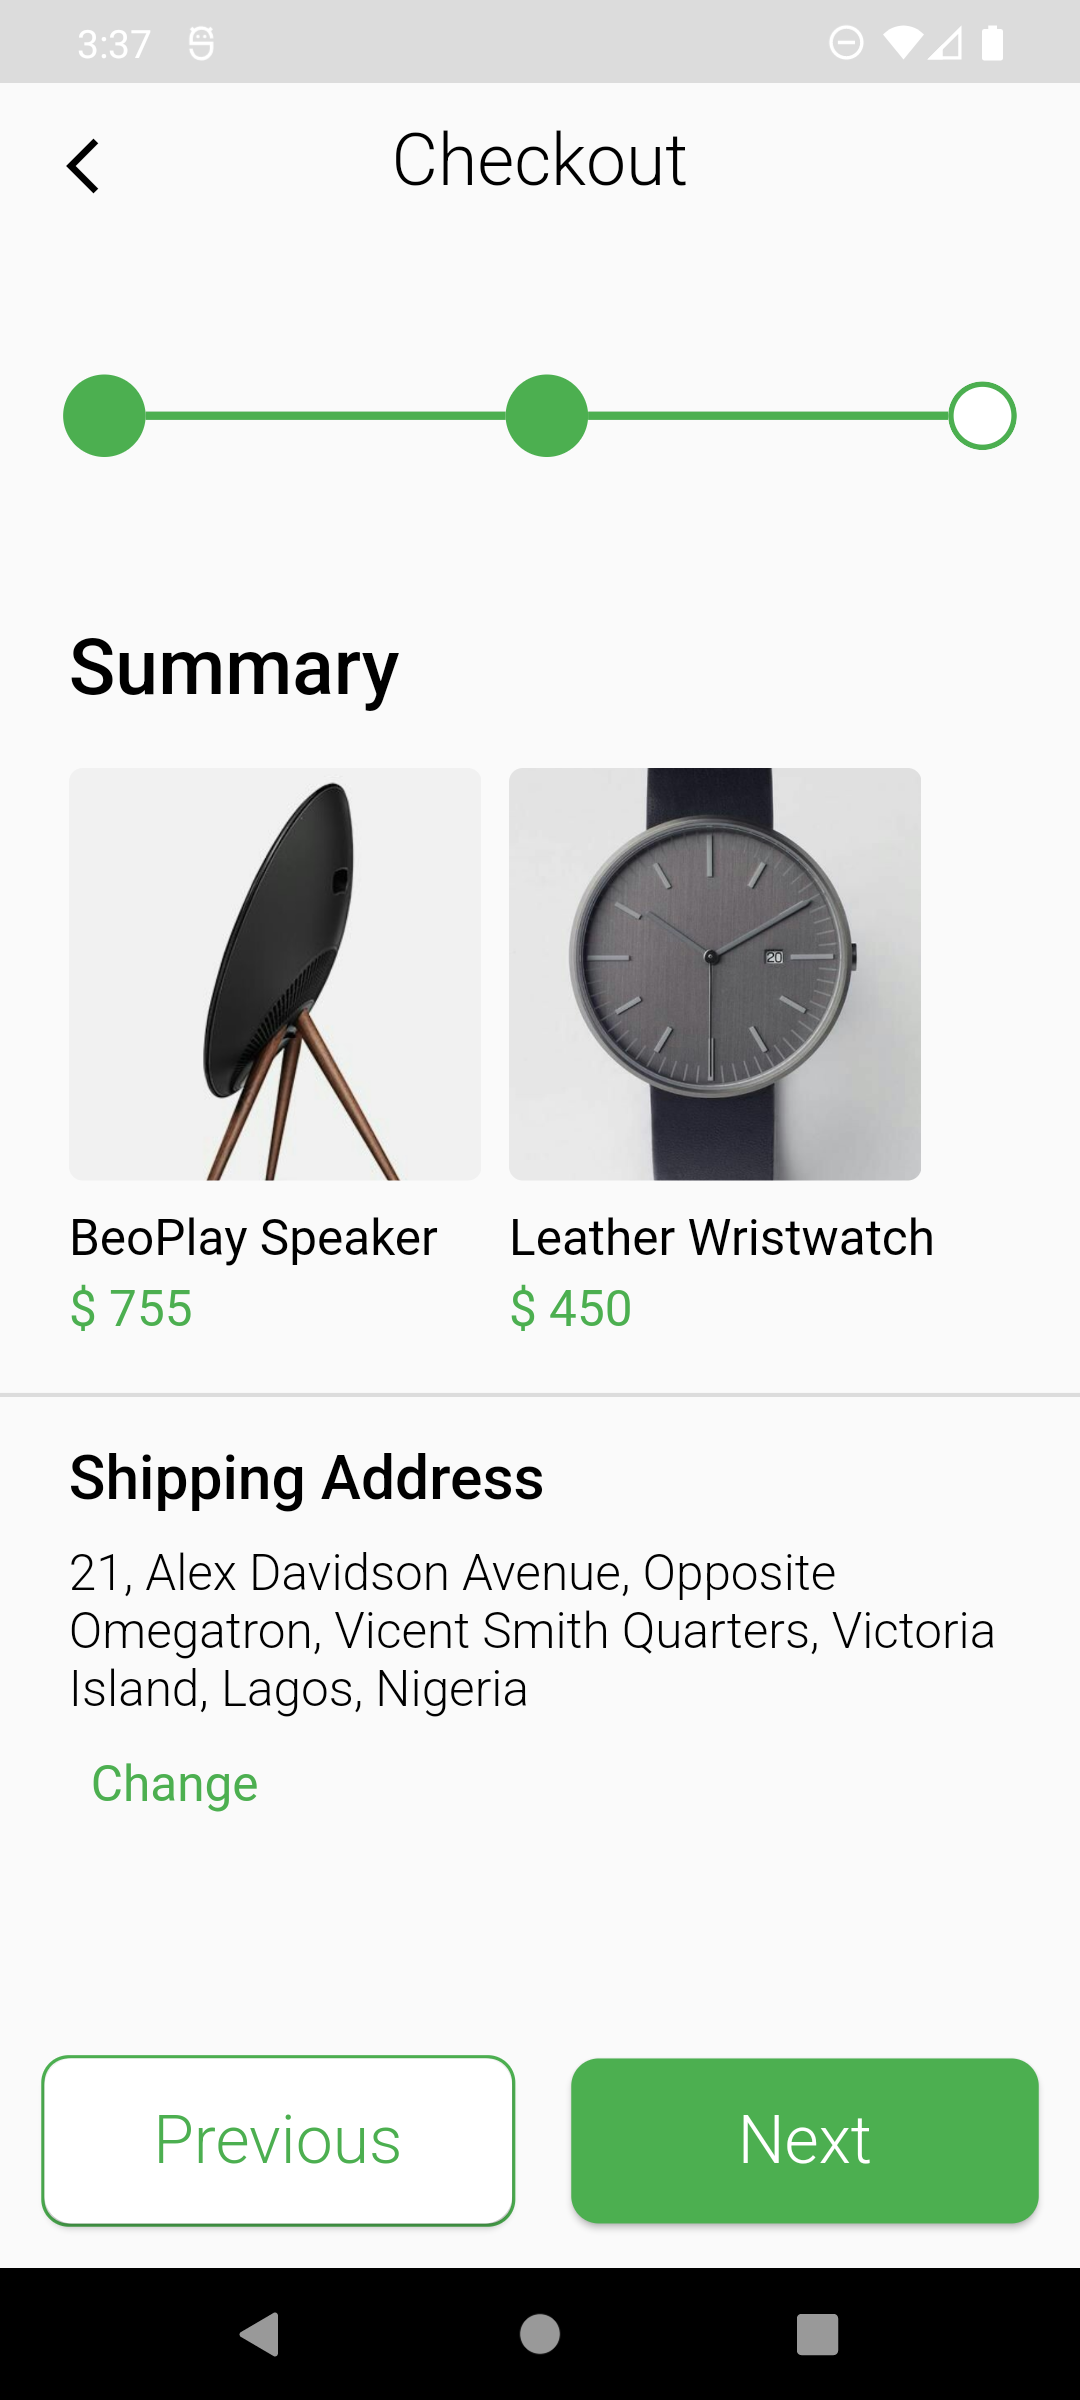 3:37
Checkout
Summary
20
BeoPlay Speaker
$ 755
Leather Wristwatch
$ 450
Shipping Address
21, Alex Davidson Avenue, Opposite
Omegatron, Vicent Smith Quarters, Victoria
Island, Lagos, Nigeria
Change
Previous
Next